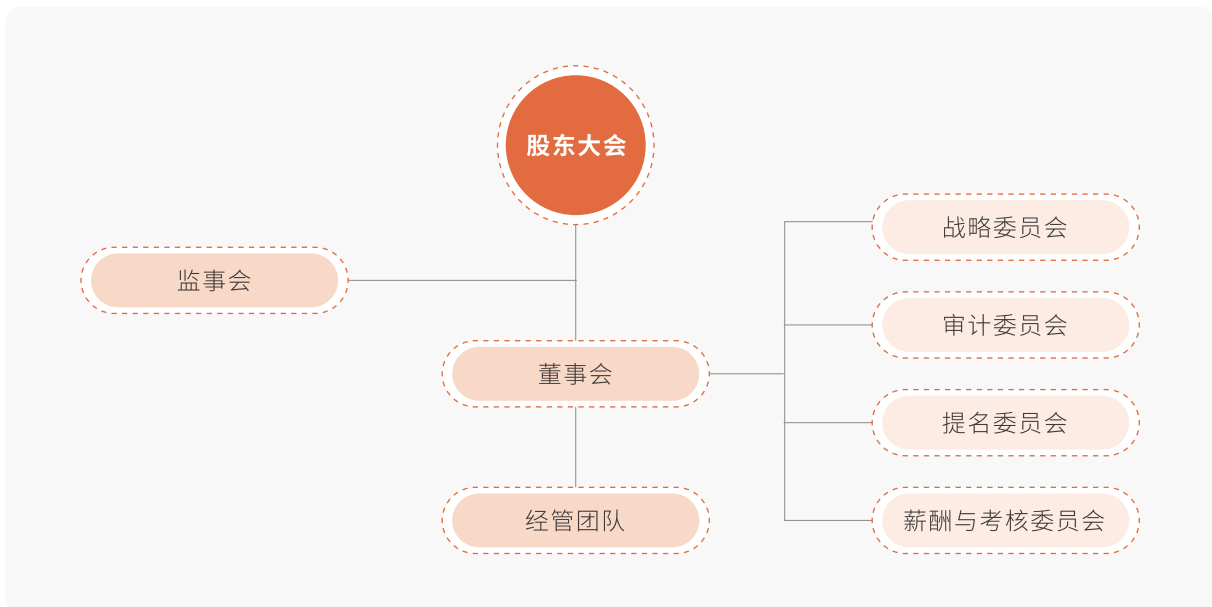 股东大会
监事会
董事会
经管团队
战略委员会
审计委员会
提名委员会
薪酬与考核委员会